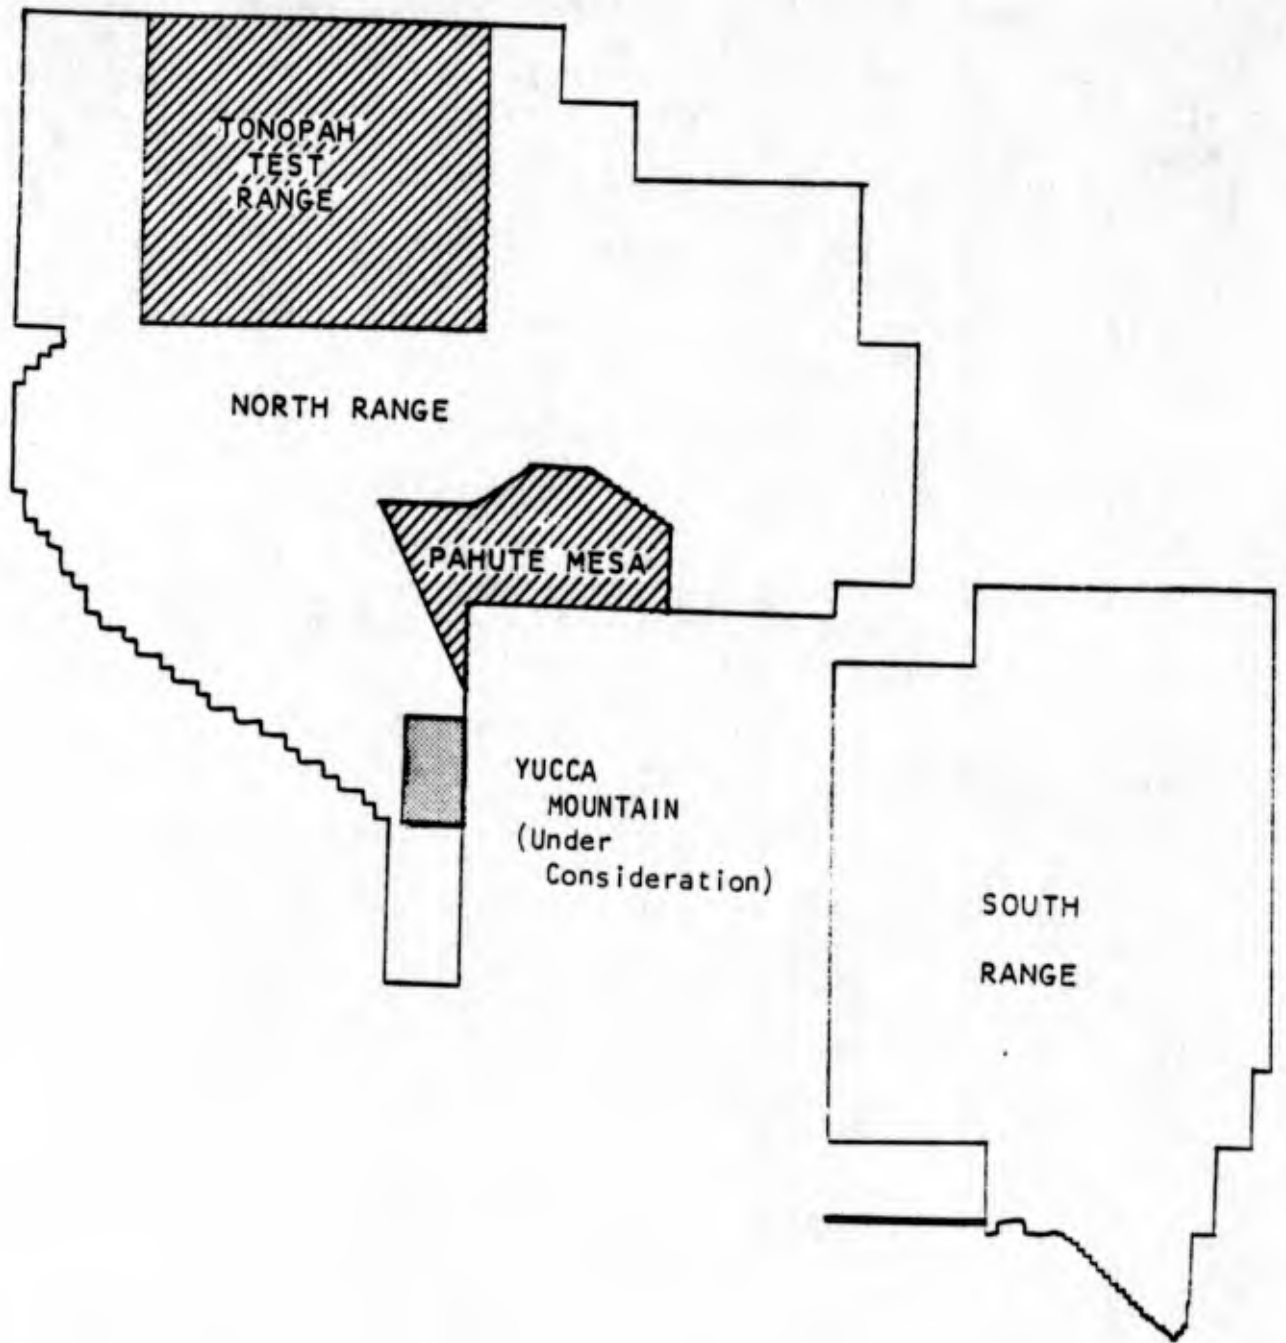 TONOPAH
TEST
RANGE
NORTH RANGE
PAHUTE MESA
YUCCA
MOUNTAIN
(Under
Consideration)
SOUTH
RANGE